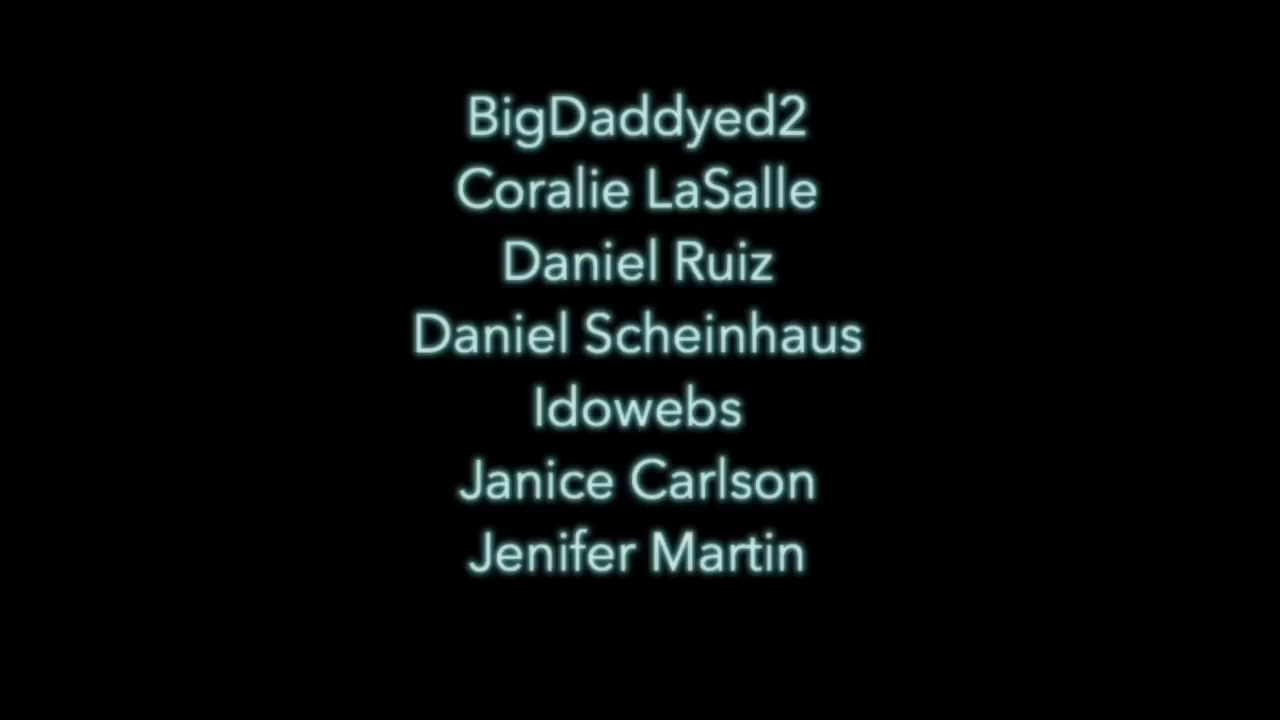 BigDaddyed2
Coralie LaSalle
Daniel Ruiz
Daniel Scheinhaus
Idowebs
Janice Carlson
Jenifer Martin